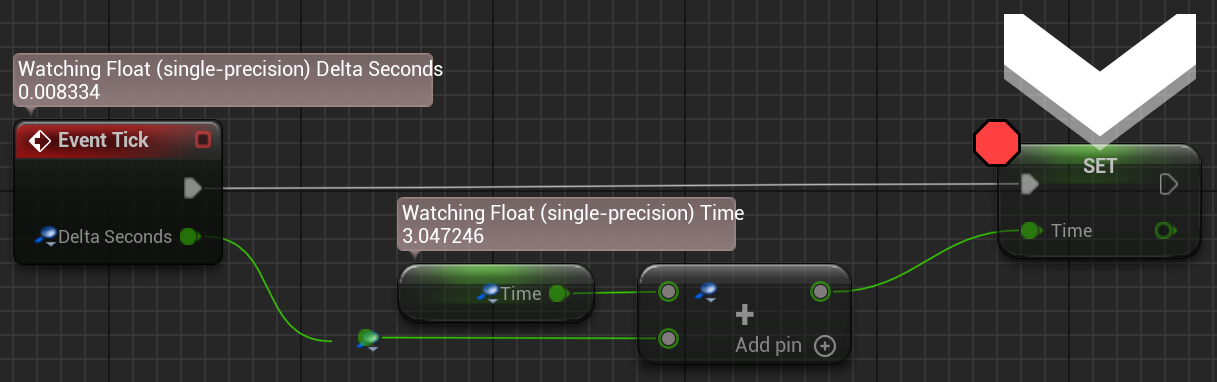 Watching Float (single-precision) Delta Seconds
0.008334
Event Tick
SET
Watching Float (single-precision) Time
3.047246
Delta Seconds
Time
Time
Add pin